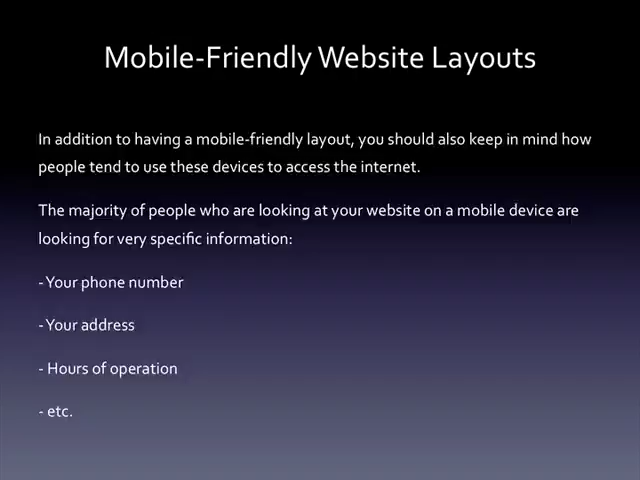 Mobile-Friendly Website Layouts
In addition to having a mobile-friendly layout, you should also keep in mind how
people tend to use these devices to access the internet.
The majority of people who are looking at your website on a mobile device are
looking for very specific information:
- Your phone number
- Your address
- Hours of operation
- etc.